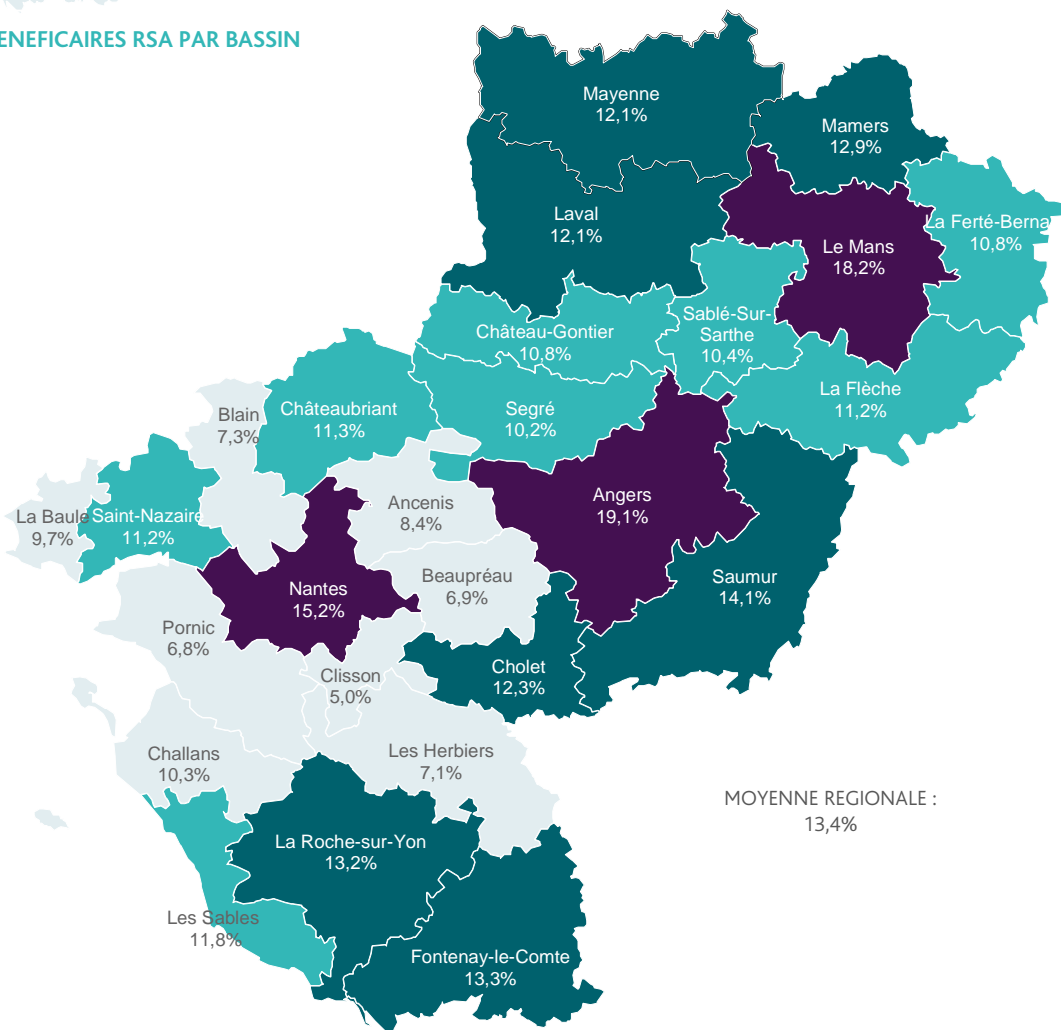 ENEFICAIRES RSA PAR BASSIN
Mayenne
12,1%
Mamers
12,9%
Laval
12,1%
Le Mans
18,2%
La Ferté-Berna
10,8%
Château-Gontier
10,8%
Sablé-Sur-
Sarthe
10,4%
La Flèche
11,2%
Blain
7,3%
Châteaubriant
11,3%
Segré
10,2%
La Baule
9,7%
Saint-Nazaire
11,2%
Ancenis
8,4%
Angers
19,1%
Nantes
15,2%
Beaupréau
6,9%
Saumur
14,1%
Pornic
6,8%
Clisson
5,0%
Cholet
12,3%
Challans
10,3%
Les Herbiers
7,1%
MOYENNE REGIONALE :
13,4%
La Roche-sur-Yon
13,2%
Les Sables
11,8%
Fontenay-le-Comte
13,3%